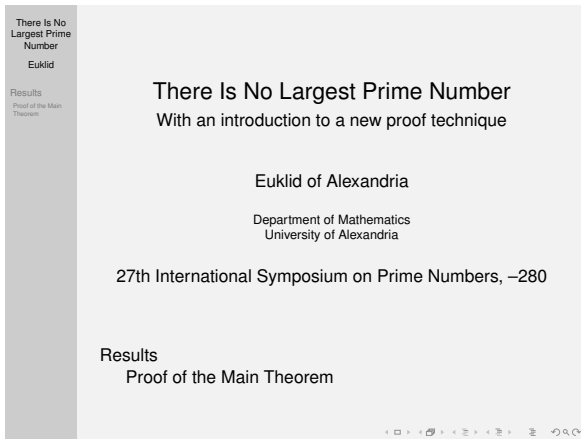 There Is No
Largest Prime
Number
Euklid
Results
Proof of the Main
Theorem
There Is No Largest Prime Number
With an introduction to a new proof technique
Euklid of Alexandria
Department of Mathematics
University of Alexandria
27th International Symposium on Prime Numbers, –280
Results
Proof of the Main Theorem